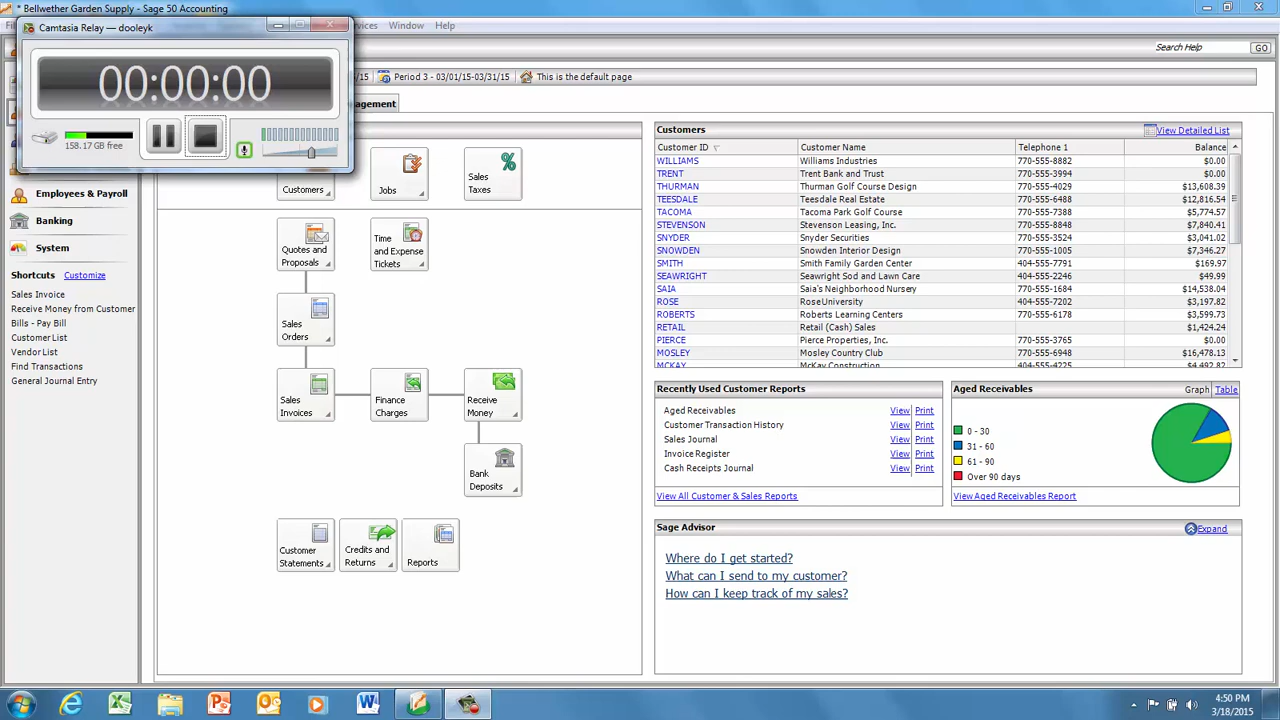 * Bellwether Garden Supply - Sage 50 Accounting
Camtasia Relay — dooleyk
Window Help
Search Help GO
00:00:00
158.17 GB free
Period 3 - 03/01/15-03/31/15 This is the default page
Customers
Jobs
Sales Taxes
Employees & Payroll
Banking
System
Shortcuts Customize
Sales Invoice
Receive Money from Customer
Bills - Pay Bill
Customer List
Vendor List
Find Transactions
General Journal Entry
Quotes and Proposals
Time and Expense Tickets
Sales Orders
Sales Invoices
Finance Charges
Receive Money
Bank Deposits
Customer Statements
Credits and Returns
Reports
Customers View Detailed List
Customer ID Customer Name Telephone 1 Balance
WILLIAMS Williams Industries 770-555-8882 $0.00
TRENT Trent Bank and Trust 770-555-3994 $0.00
THURMAN Thurman Golf Course Design 770-555-4029 $13,608.39
TEESDALE Teesdale Real Estate 770-555-6488 $12,816.54
TACOMA Tacoma Park Golf Course 770-555-7388 $5,774.57
STEVENSON Stevenson Leasing, Inc. 770-555-8848 $7,840.41
SNYDER Snyder Securities 770-555-3524 $3,041.02
SNOWDEN Snowden Interior Design 770-555-1005 $7,346.27
SMITH Smith Family Garden Center 404-555-7791 $169.97
SEAWRIGHT Seawright Sod and Lawn Care 404-555-2246 $49.99
SAIA Saia's Neighborhood Nursery 770-555-1684 $14,538.04
ROSE Rose University 404-555-7202 $3,197.82
ROBERTS Roberts Learning Centers 770-555-6178 $3,599.73
RETAIL Retail (Cash) Sales $1,424.24
PIERCE Pierce Properties, Inc. 770-555-3765 $0.00
MOSLEY Mosley Country Club 770-555-6948 $16,478.13
MCKAY McKay Construction 404-555-4225 $4,492.82
Recently Used Customer Reports
Aged Receivables View Print
Customer Transaction History View Print
Sales Journal View Print
Invoice Register View Print
Cash Receipts Journal View Print
View All Customer & Sales Reports
Aged Receivables Graph Table
0 - 30
31 - 60
61 - 90
Over 90 days
View Aged Receivables Report
Sage Advisor Expand
Where do I get started?
What can I send to my customer?
How can I keep track of my sales?
4:50 PM
3/18/2015